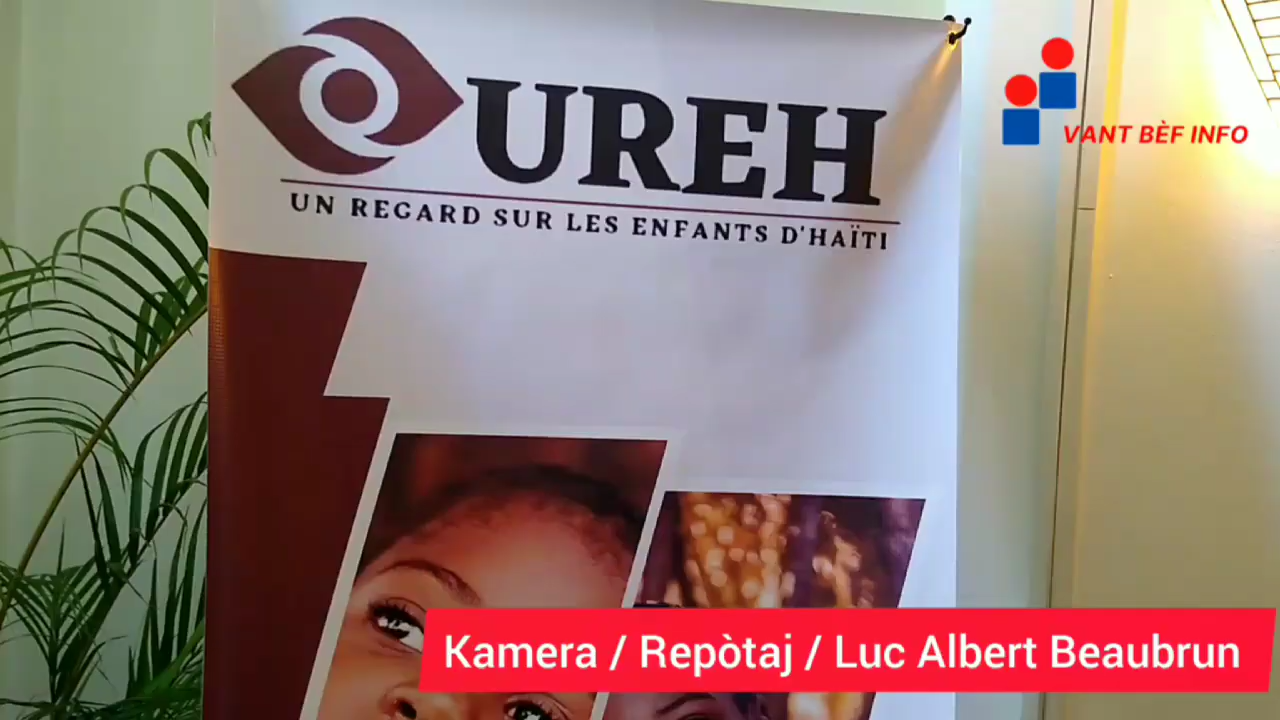 UREH
UN REGARD SUR LES ENFANTS D'HAÏTI
VANT BÈF INFO
Kamera / Repòtaj / Luc Albert Beaubrun